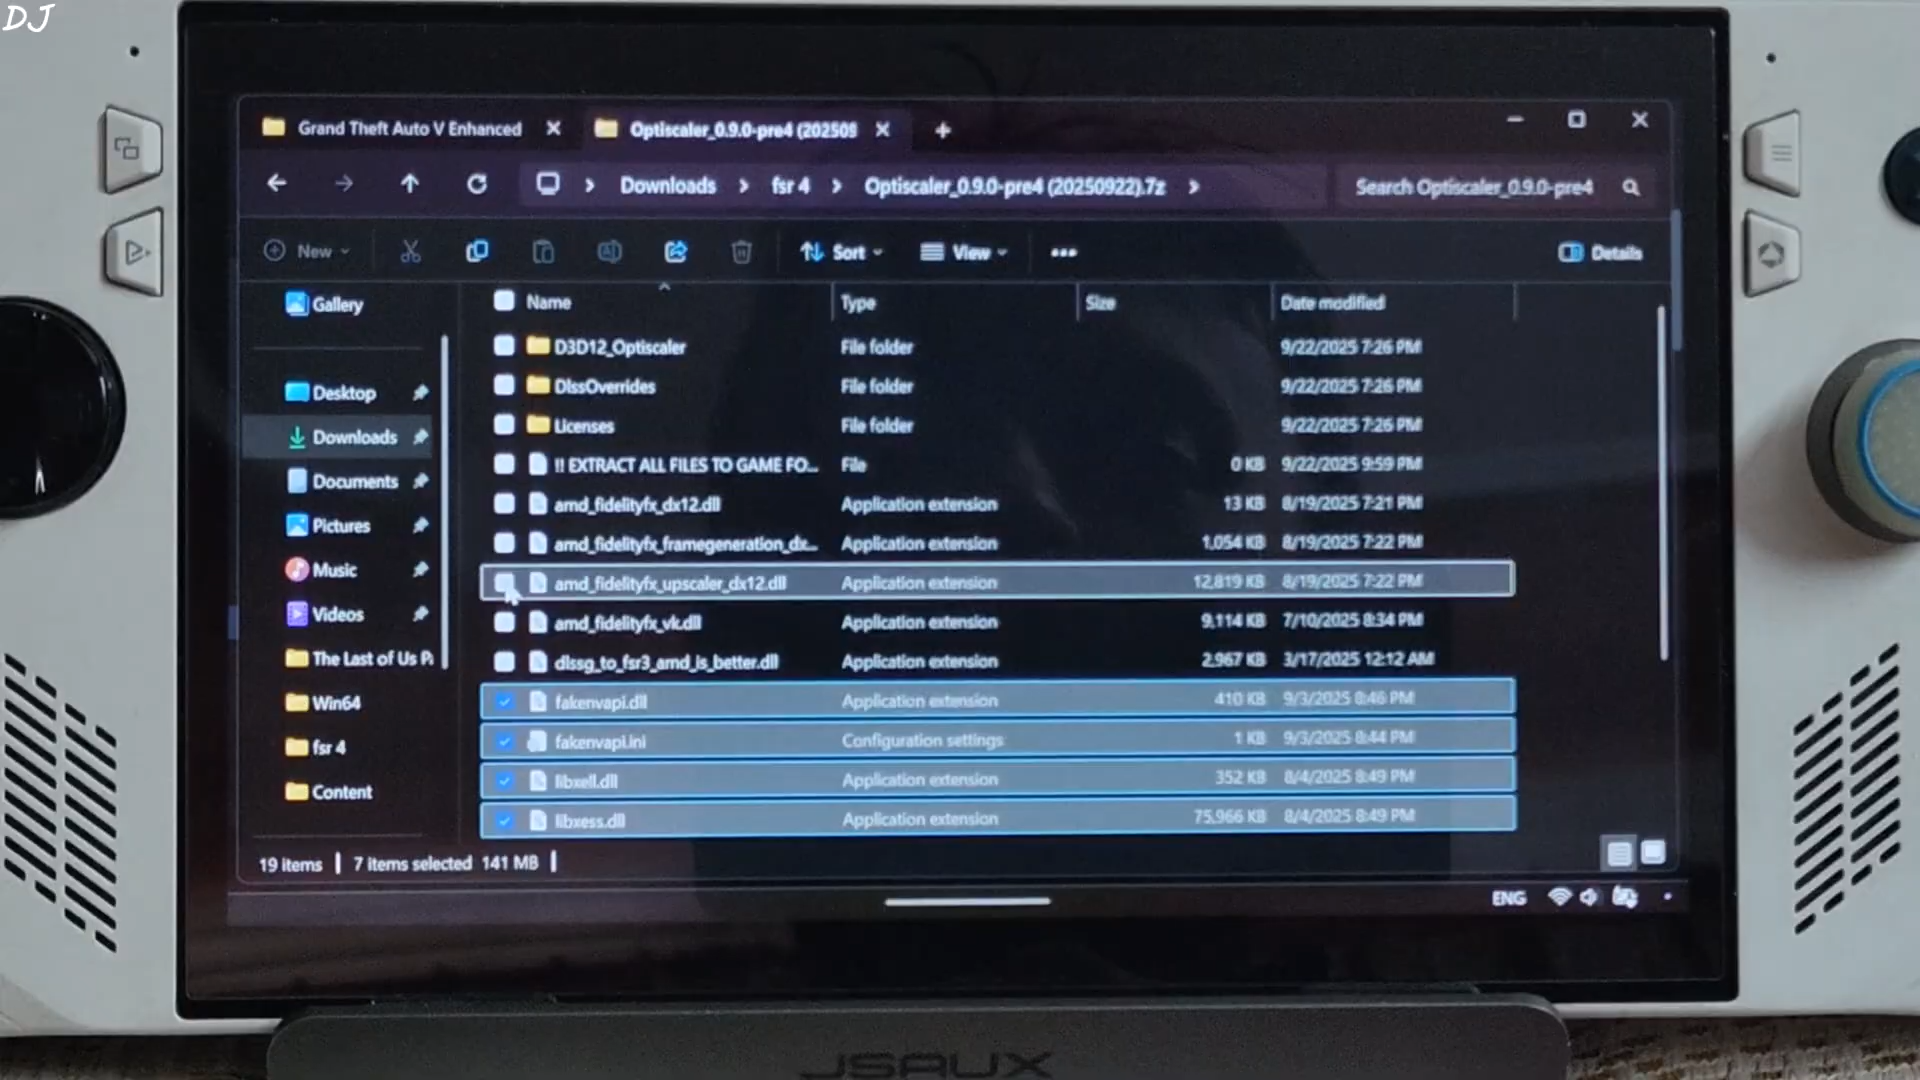 DJ
Grand Theft Auto V Enhanced
Optiscaler_0.9.0-pre4 (202509
Downloads > fsr 4 > Optiscaler_0.9.0-pre4 (20250922).7z >
Search Optiscaler_0.9.0-pre4
New
Sort
View
Details
Gallery
Desktop
Downloads
Documents
Pictures
Music
Videos
The Last of Us Pa
Win64
fsr 4
Content
Name Type Size Date modified
D3D12_Optiscaler File folder 9/22/2025 7:26 PM
DlssOverrides File folder 9/22/2025 7:26 PM
Licenses File folder 9/22/2025 7:26 PM
!! EXTRACT ALL FILES TO GAME FO... File 0 KB 9/22/2025 9:59 PM
amd_fidelityfx_dx12.dll Application extension 13 KB 8/19/2025 7:21 PM
amd_fidelityfx_framegeneration_dx... Application extension 1,054 KB 8/19/2025 7:22 PM
amd_fidelityfx_upscaler_dx12.dll Application extension 12,819 KB 8/19/2025 7:22 PM
amd_fidelityfx_vk.dll Application extension 9,114 KB 7/10/2025 8:34 PM
dlssg_to_fsr3_amd_is_better.dll Application extension 2,967 KB 3/17/2025 12:12 AM
fakenvapi.dll Application extension 410 KB 9/3/2025 8:46 PM
fakenvapi.ini Configuration settings 1 KB 9/3/2025 8:44 PM
libxell.dll Application extension 352 KB 8/4/2025 8:49 PM
libxess.dll Application extension 75,966 KB 8/4/2025 8:49 PM
19 items | 7 items selected 141 MB |
ENG
JSAUX